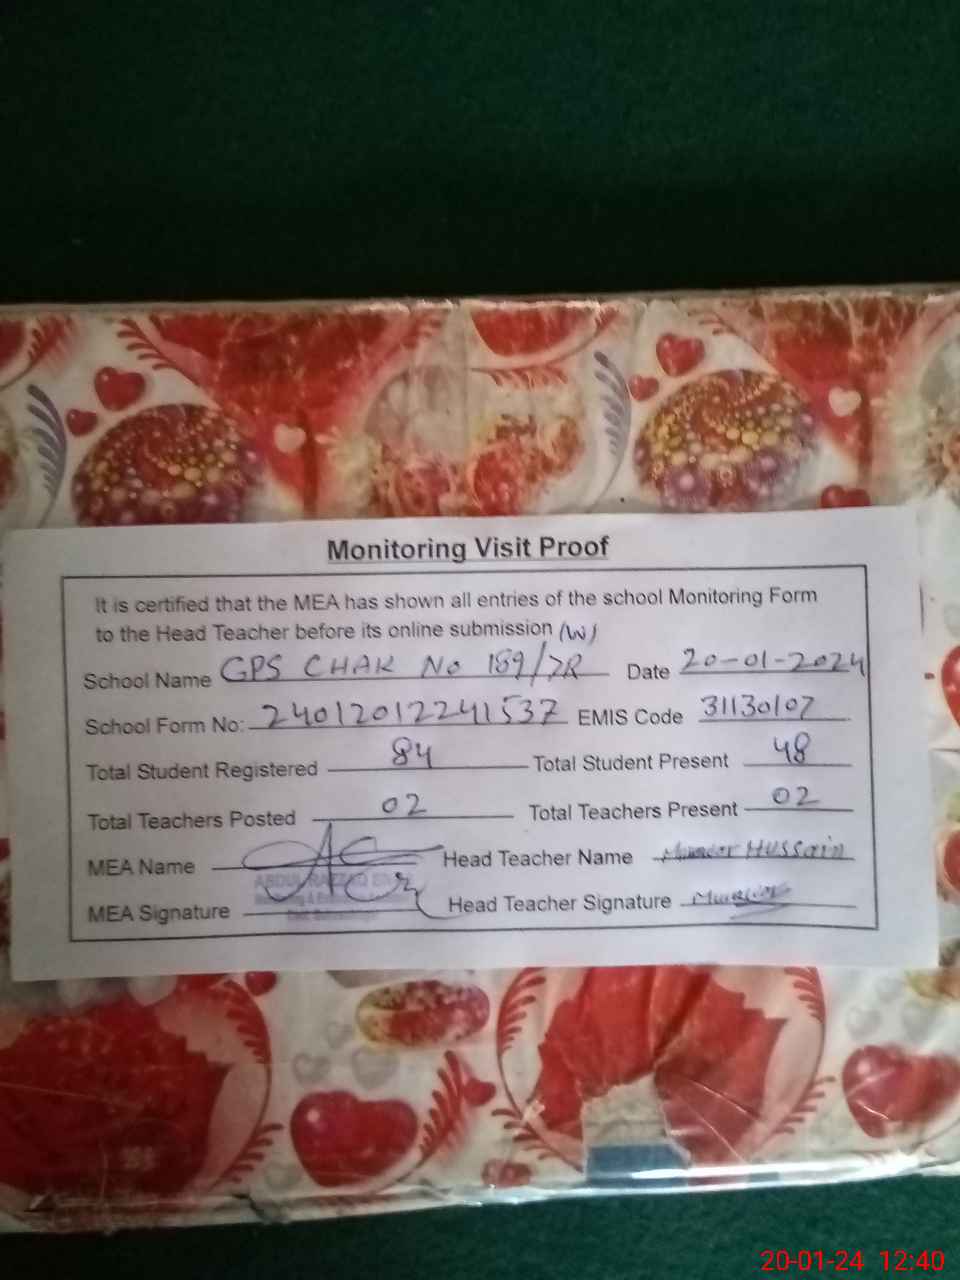 Monitoring Visit Proof
It is certified that the MEA has shown all entries of the school Monitoring Form
to the Head Teacher before its online submission (W)
School Name GPS CHAK No 189/7R Date 20-01-2024
School Form No: 24012012241537 EMIS Code 31130107
Total Student Registered 84 Total Student Present 48
Total Teachers Posted 02 Total Teachers Present 02
MEA Name Head Teacher Name Hussain
ABDUL RAZZAQ
MEA Signature Head Teacher Signature
20-01-24 12:40